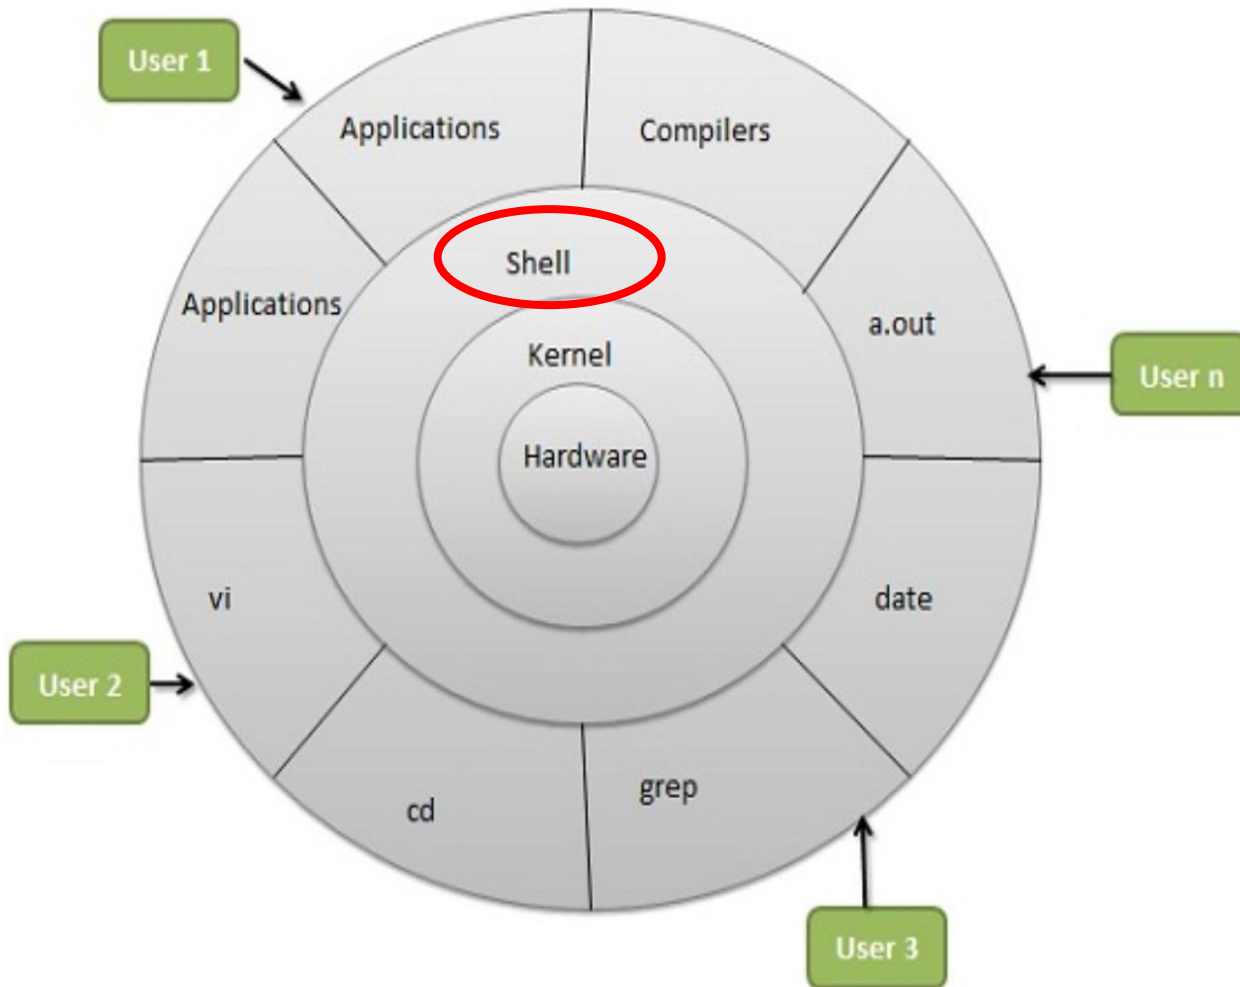 User 1
Applications
Compilers
Shell
Applications
a.out
Kernel
User n
Hardware
vi
date
User 2
grep
cd
User 3